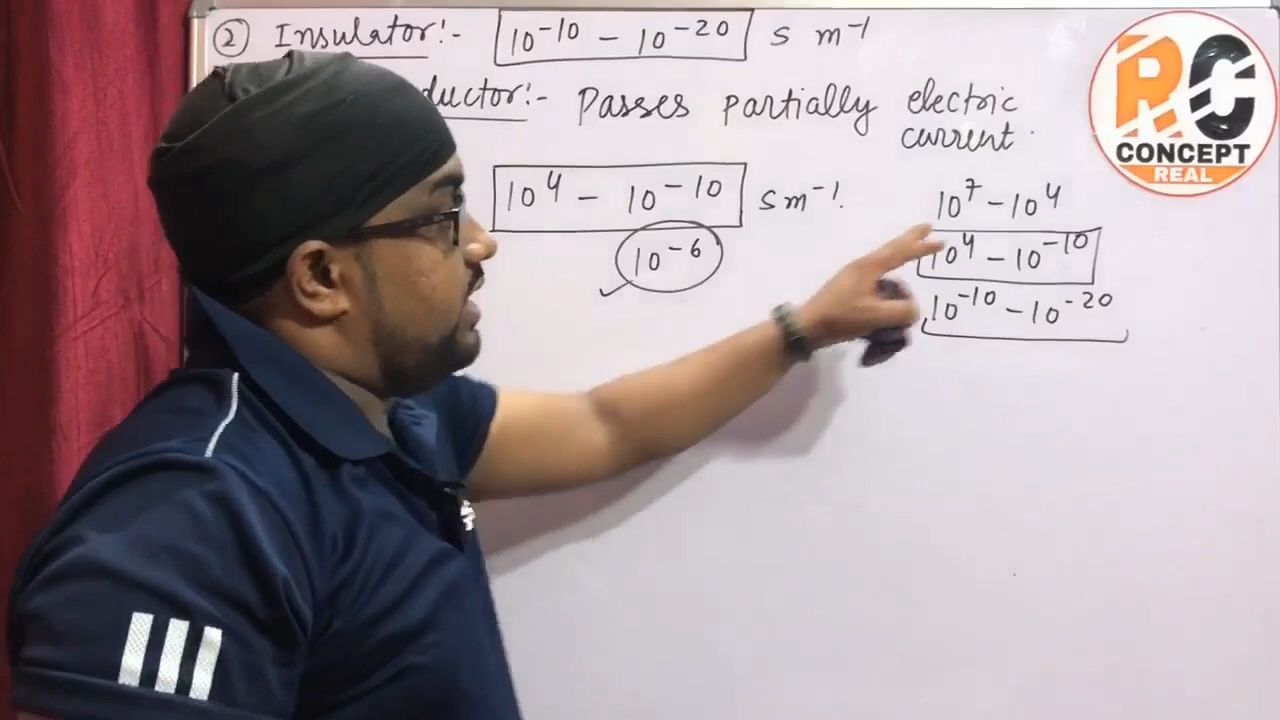 ② Insulator:- 10⁻¹⁰ - 10⁻²⁰ S m⁻¹
ductor:- Passes partially electric
current.
10⁴ - 10⁻¹⁰ S m⁻¹.
10⁻⁶
10⁷ - 10⁴
10⁴ - 10⁻¹⁰
10⁻¹⁰ - 10⁻²⁰
RC
CONCEPT
REAL